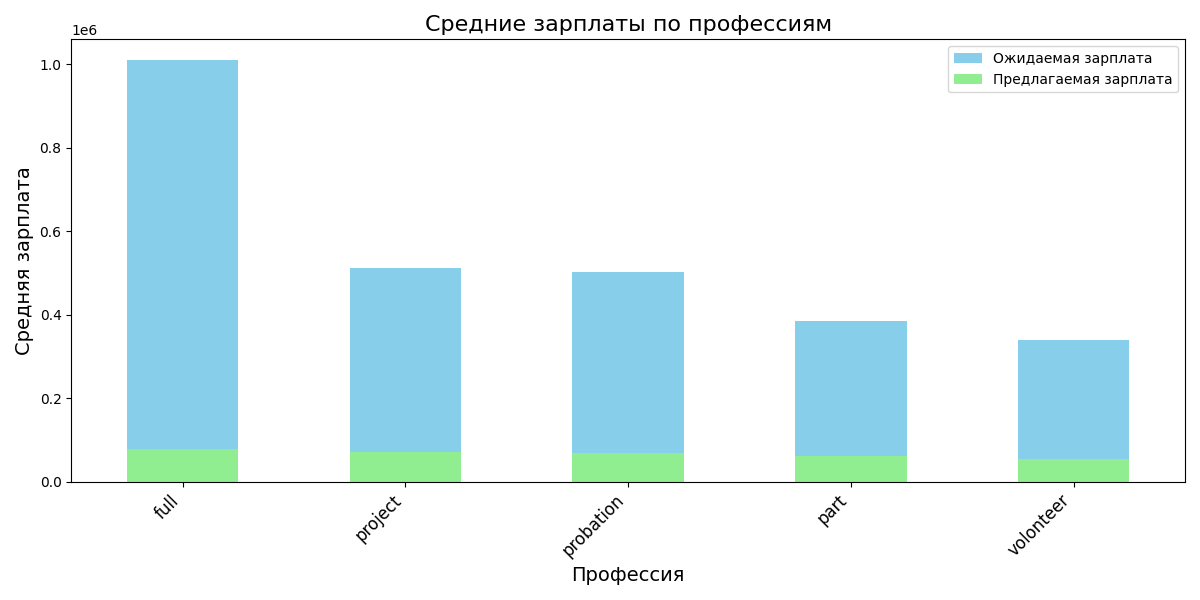 Средние зарплаты по профессиям
1e6
Ожидаемая зарплата
Предлагаемая зарплата
Средняя зарплата
1.0
0.8
0.6
0.4
0.2
0.0
full
project
probation
part
volonteer
Профессия